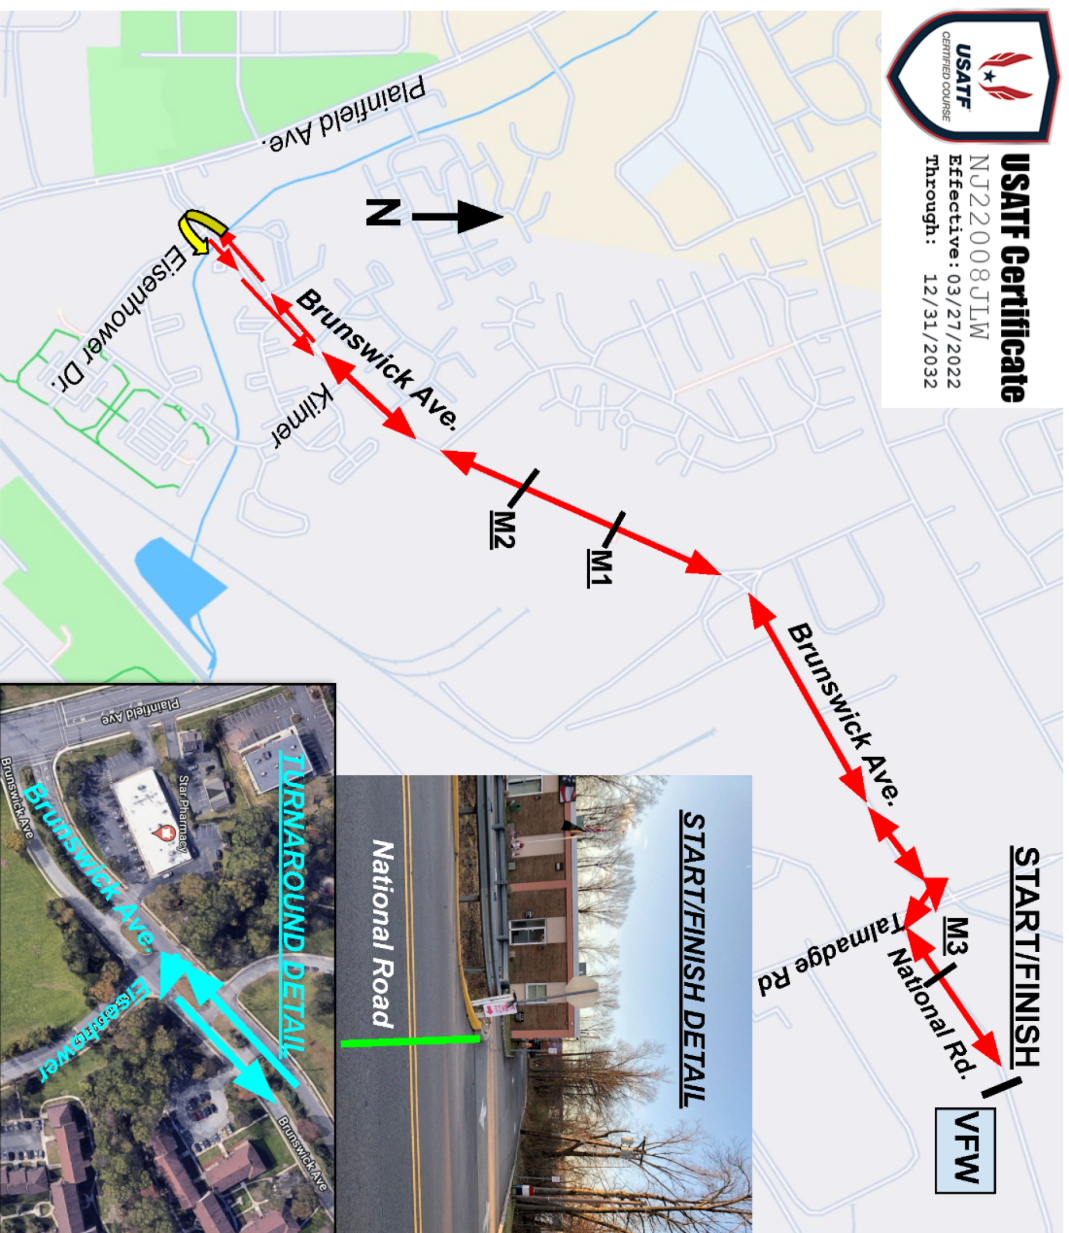 USATF
CERTIFIED COURSE
USATF Certificate
NJ22008JLW
Effective: 03/27/2022
Through: 12/31/2032
START/FINISH
VFW
M3
National Rd.
Talmadge Rd
Brunswick Ave.
M1
M2
Brunswick Ave.
Kilmer
Eisenhower Dr.
Plainfield Ave.
N
START/FINISH DETAIL
National Road
TURNAROUND DETAIL
Plainfield Ave
Star Pharmacy
Brunswick Ave
Brunswick Ave.
Eisenhower
Brunswick Ave